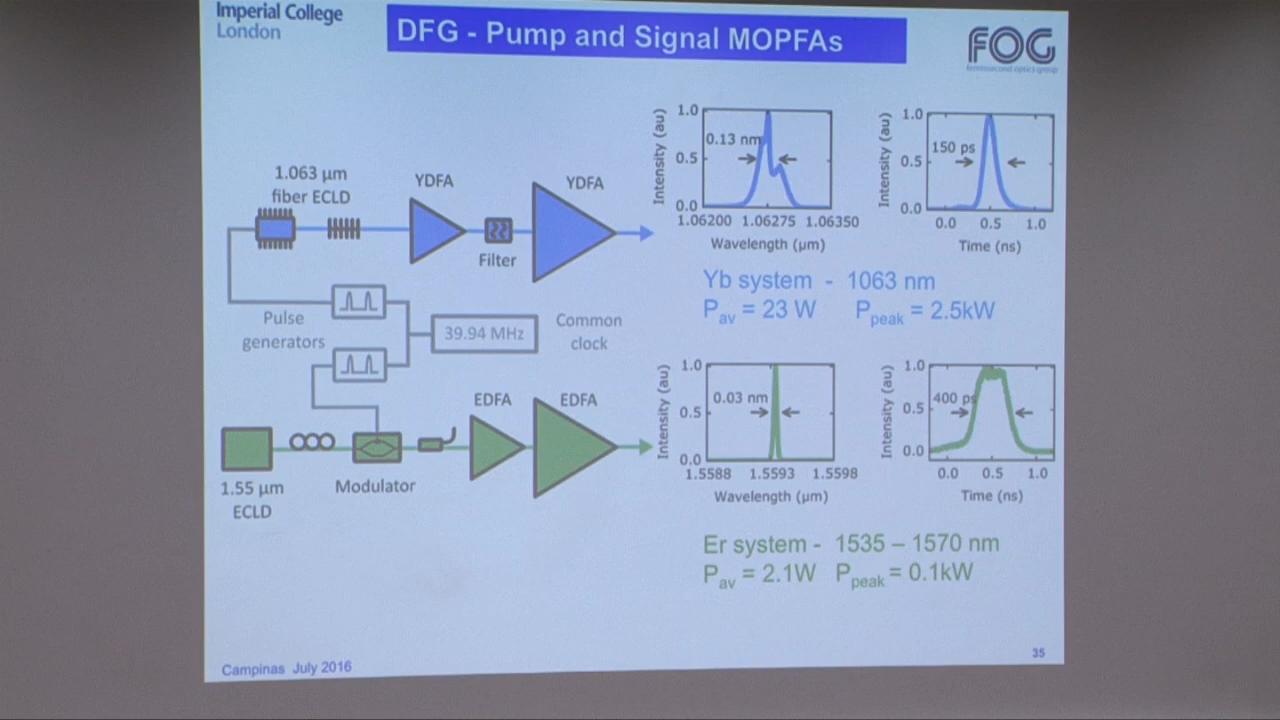 Imperial College
London
DFG - Pump and Signal MOPFAs
FOG
femtosecond optics group
1.063 µm
fiber ECLD
YDFA
YDFA
Filter
Pulse
generators
39.94 MHz
Common
clock
EDFA
EDFA
1.55 µm
ECLD
Modulator
Intensity (au)
1.0
0.5
0.0
0.13 nm
1.06200 1.06275 1.06350
Wavelength (µm)
Intensity (au)
1.0
0.5
0.0
150 ps
0.0 0.5 1.0
Time (ns)
Yb system - 1063 nm
Pav = 23 W Ppeak = 2.5kW
Intensity (au)
1.0
0.5
0.0
0.03 nm
1.5588 1.5593 1.5598
Wavelength (µm)
Intensity (au)
1.0
0.5
0.0
400 ps
0.0 0.5 1.0
Time (ns)
Er system - 1535 – 1570 nm
Pav = 2.1W Ppeak = 0.1kW
Campinas July 2016
35